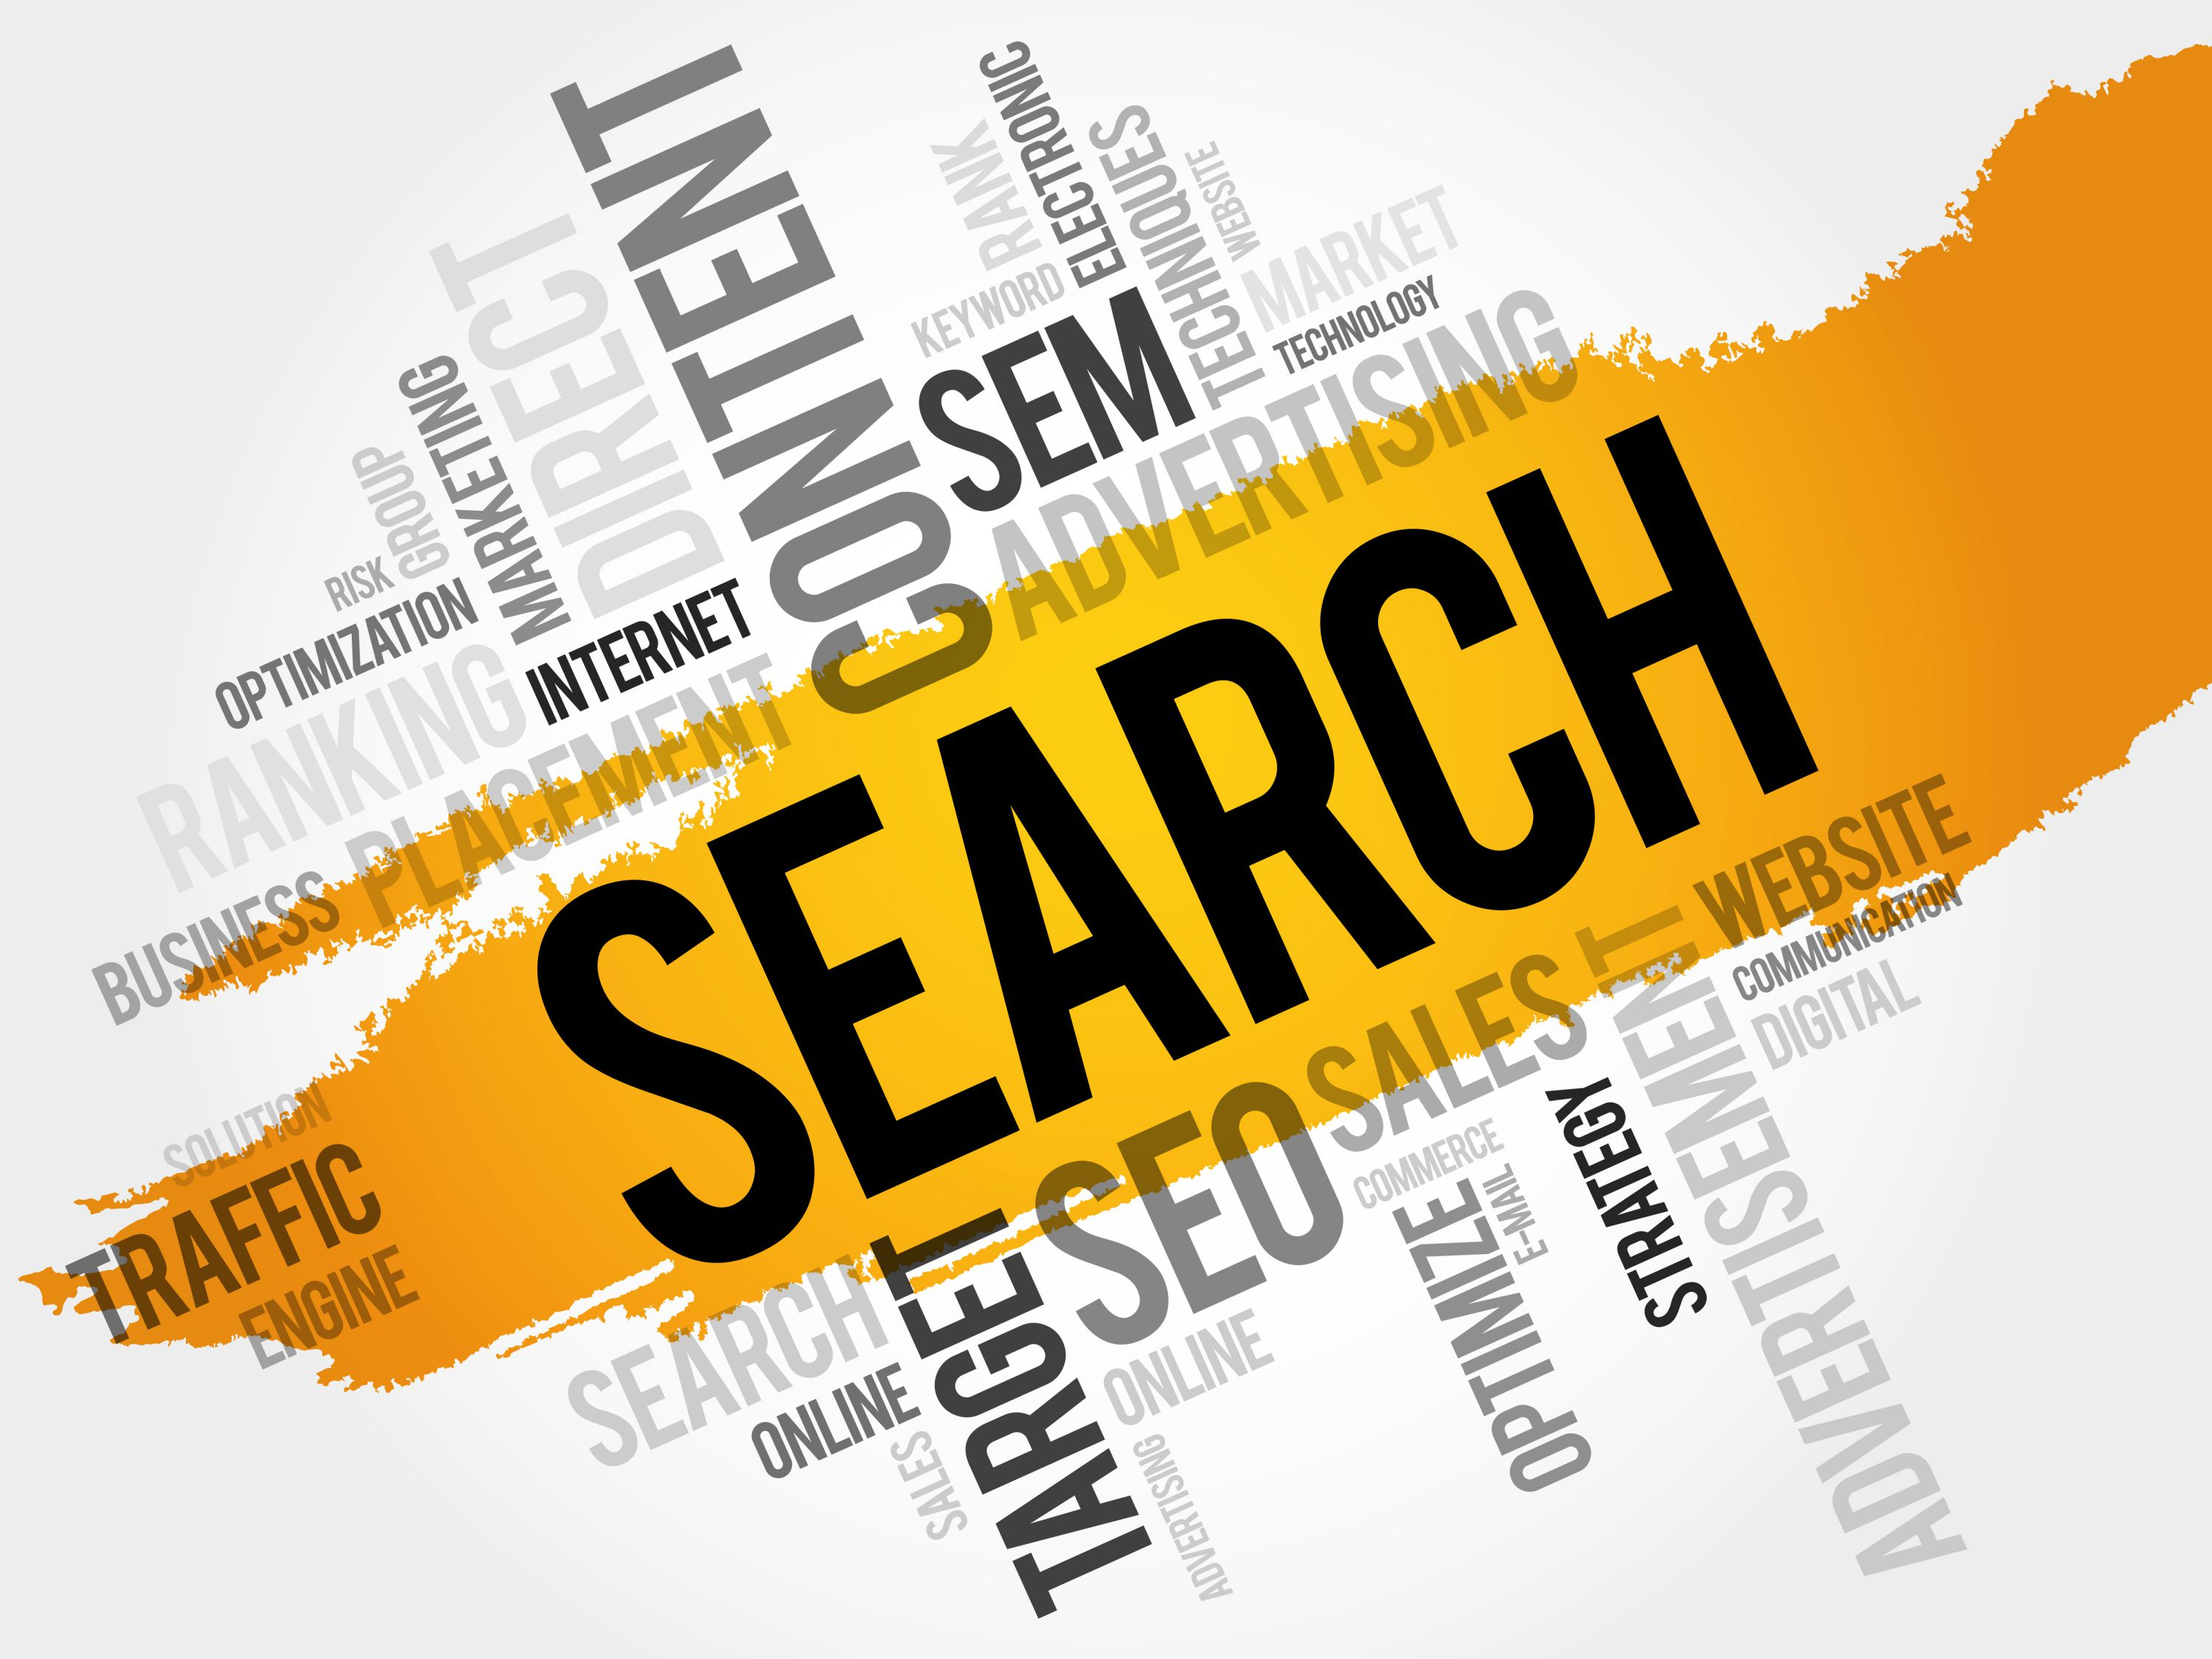 CONTENT
DIRECT
RANK
ELECTRONIC
TECHNIQUES
WEBSITE
KEYWORD
MARKET
TECHNOLOGY
SEM
ADVERTISING
MARKETING
GROUP
RISK
OPTIMIZATION
INTERNET
RANKING
PLACEMENT
BUSINESS
SEARCH
WEBSITE
COMMUNICATION
DIGITAL
SALES
ADVERTISEMENT
STRATEGY
SOLUTION
TRAFFIC
ENGINE
SEO
COMMERCE
E-MAIL
OPTIMIZE
SEARCH
TARGET
ONLINE
ONLINE
SALES
ADVERTISING